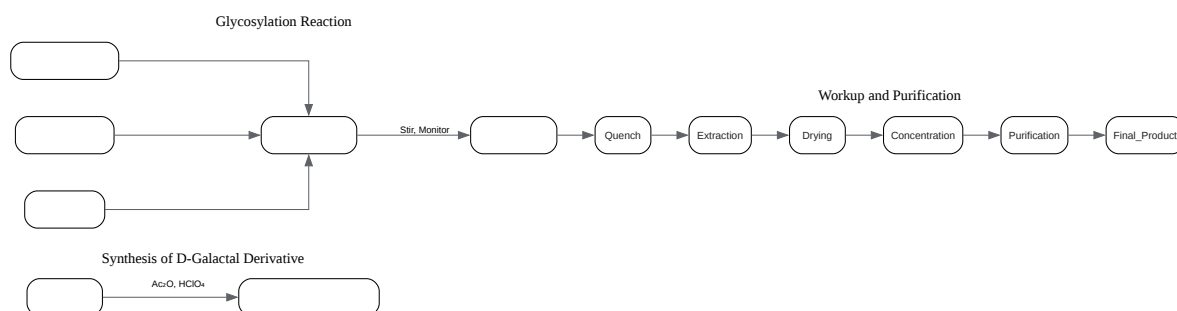 Glycosylation Reaction
Workup and Purification
Stir, Monitor
Quench
Extraction
Drying
Concentration
Purification
Final_Product
Synthesis of D-Galactal Derivative
Ac₂O, HClO₄